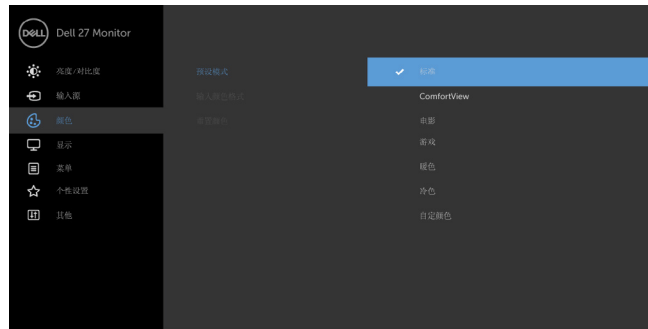 DELL
Dell 27 Monitor
亮度/对比度
输入源
颜色
显示
菜单
个性设置
其他
预设模式
输入颜色格式
重置颜色
标准
ComfortView
电影
游戏
暖色
冷色
自定颜色